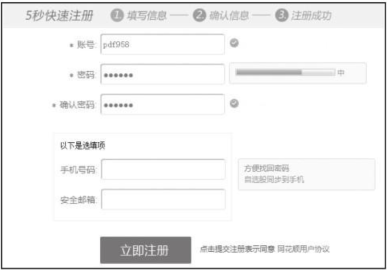 5秒快速注册 1 填写信息 —— 2 确认信息 —— 3 注册成功
• 账号: pdf958
• 密码: •••••• 中
• 确认密码: ••••••
以下是选填项
手机号码: 方便找回密码
自选股同步到手机
安全邮箱:
立即注册 点击提交注册表示同意 同花顺用户协议